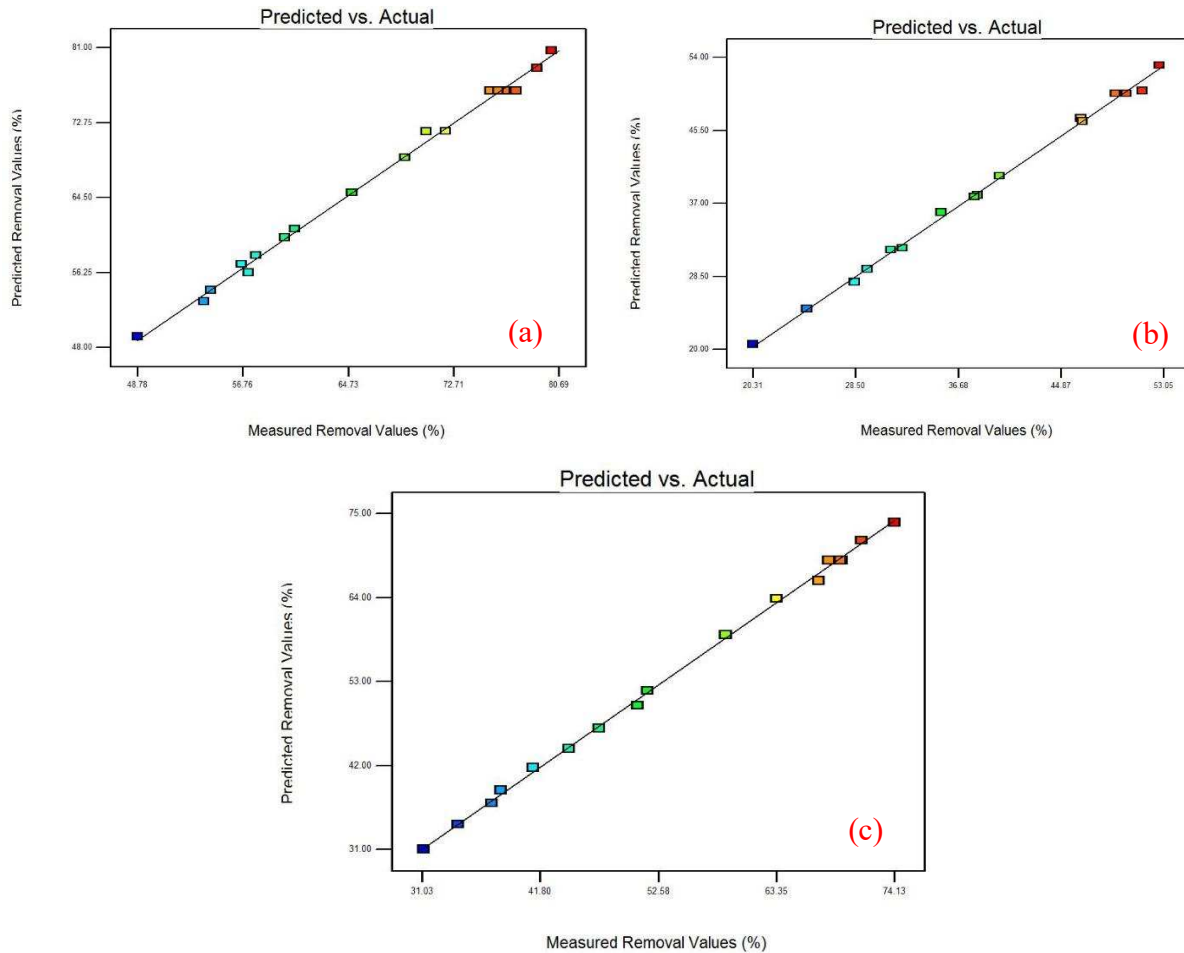 Predicted vs. Actual
81.00
72.75
64.50
56.25
48.00
Predicted Removal Values (%)
(a)
48.78 56.76 64.73 72.71 80.69
Measured Removal Values (%)
Predicted vs. Actual
54.00
45.50
37.00
28.50
20.00
Predicted Removal Values (%)
(b)
20.31 28.50 36.68 44.87 53.05
Measured Removal Values (%)
Predicted vs. Actual
75.00
64.00
53.00
42.00
31.00
Predicted Removal Values (%)
(c)
31.03 41.80 52.58 63.35 74.13
Measured Removal Values (%)